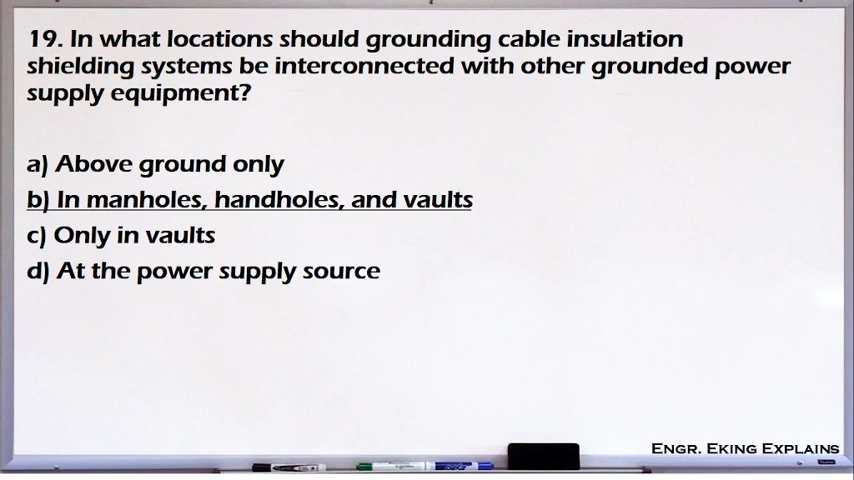 19. In what locations should grounding cable insulation
shielding systems be interconnected with other grounded power
supply equipment?
a) Above ground only
b) In manholes, handholes, and vaults
c) Only in vaults
d) At the power supply source
Engr. Eking Explains